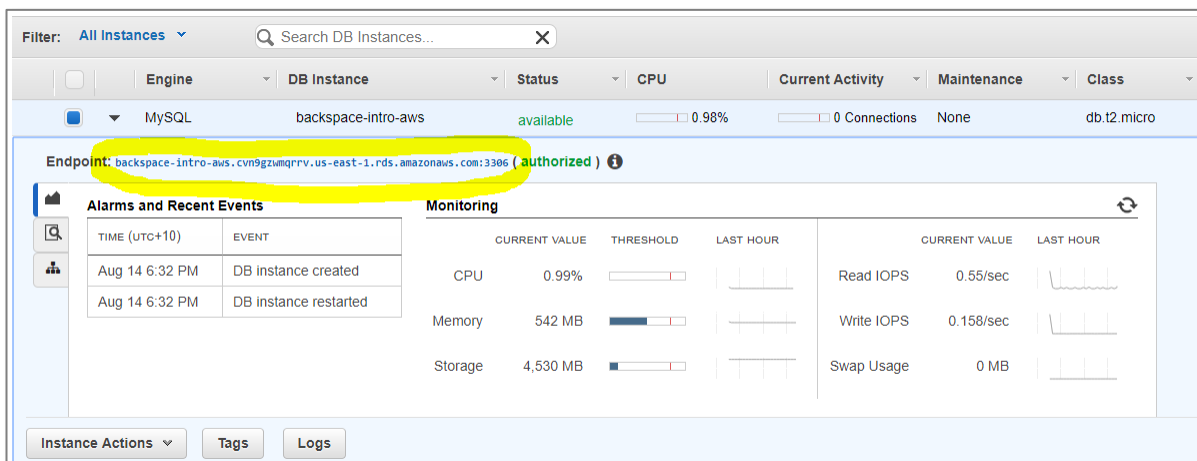 Filter: All Instances Search DB Instances...
Engine DB Instance Status CPU Current Activity Maintenance Class
MySQL backspace-intro-aws available 0.98% 0 Connections None db.t2.micro
Endpoint: backspace-intro-aws.cvn9gzwmqrrv.us-east-1.rds.amazonaws.com:3306 ( authorized )
Alarms and Recent Events Monitoring
TIME (UTC+10) EVENT CURRENT VALUE THRESHOLD LAST HOUR CURRENT VALUE LAST HOUR
Aug 14 6:32 PM DB instance created CPU 0.99% Read IOPS 0.55/sec
Aug 14 6:32 PM DB instance restarted
Memory 542 MB Write IOPS 0.158/sec
Storage 4,530 MB Swap Usage 0 MB
Instance Actions Tags Logs